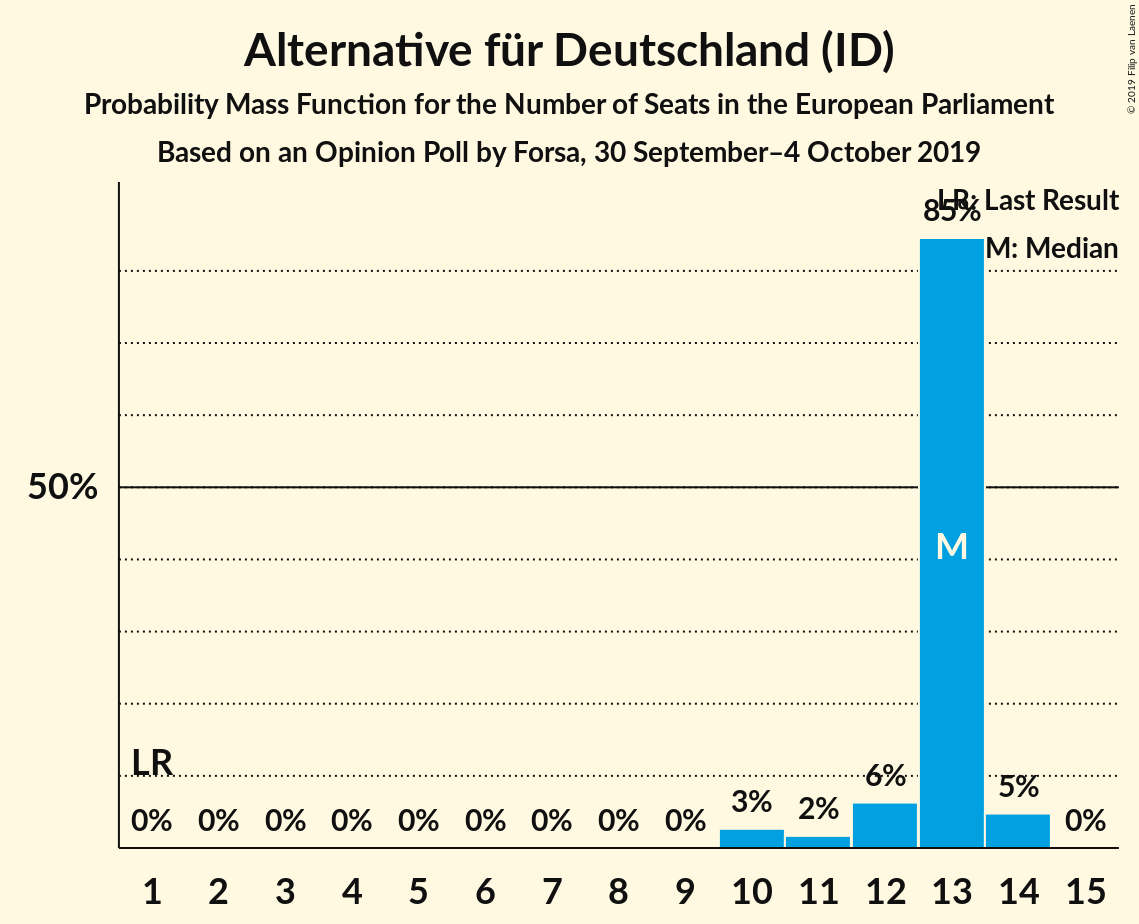 Alternative für Deutschland (ID)
Probability Mass Function for the Number of Seats in the European Parliament
Based on an Opinion Poll by Forsa, 30 September–4 October 2019
© 2019 Filip van Laenen
LR: Last Result
M: Median
85%
50%
M
LR
0% 0% 0% 0% 0% 0% 0% 0% 0% 3% 2% 6% 5% 0%
1 2 3 4 5 6 7 8 9 10 11 12 13 14 15